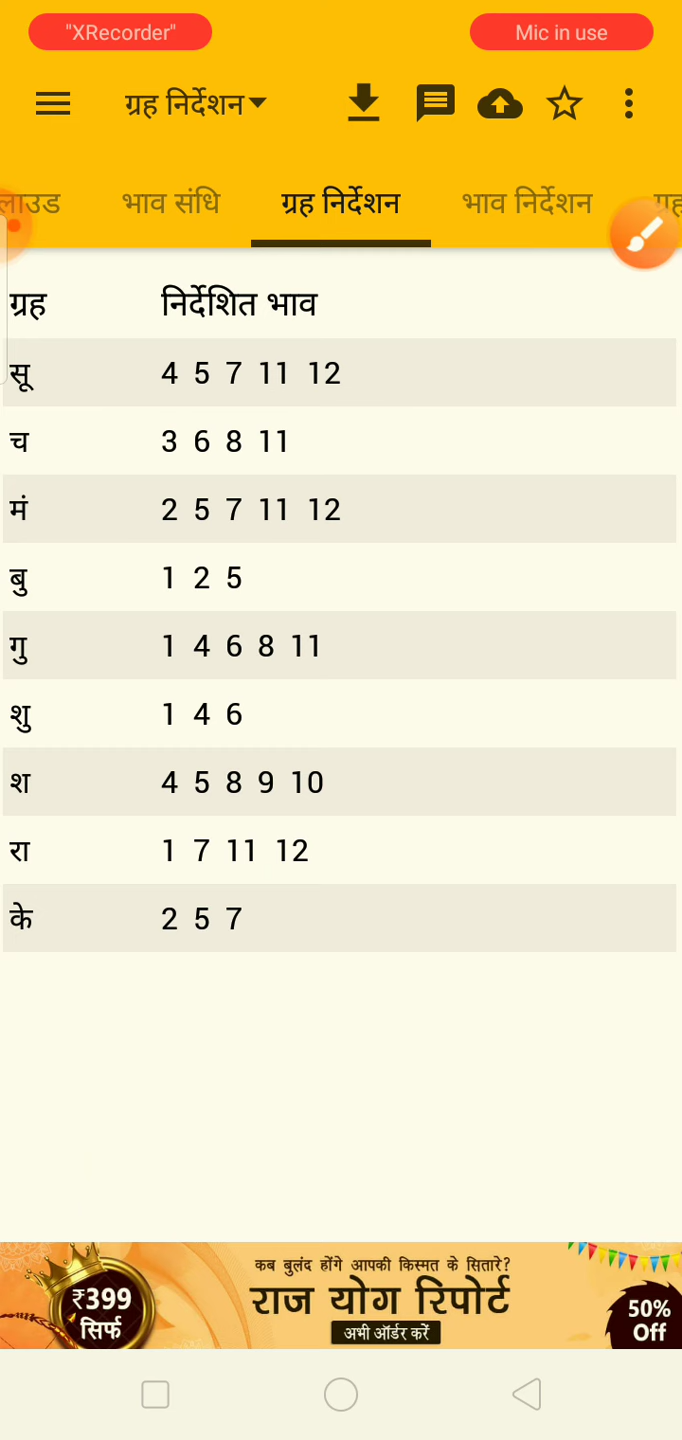 "XRecorder" Mic in use
ग्रह निर्देशन
लाउड भाव संधि ग्रह निर्देशन भाव निर्देशन ग्रह
ग्रह निर्देशित भाव
सू 4 5 7 11 12
च 3 6 8 11
मं 2 5 7 11 12
बु 1 2 5
गु 1 4 6 8 11
शु 1 4 6
श 4 5 8 9 10
रा 1 7 11 12
के 2 5 7
कब बुलंद होंगे आपकी किस्मत के सितारे?
₹399 सिर्फ
राज योग रिपोर्ट
अभी ऑर्डर करें
50% Off